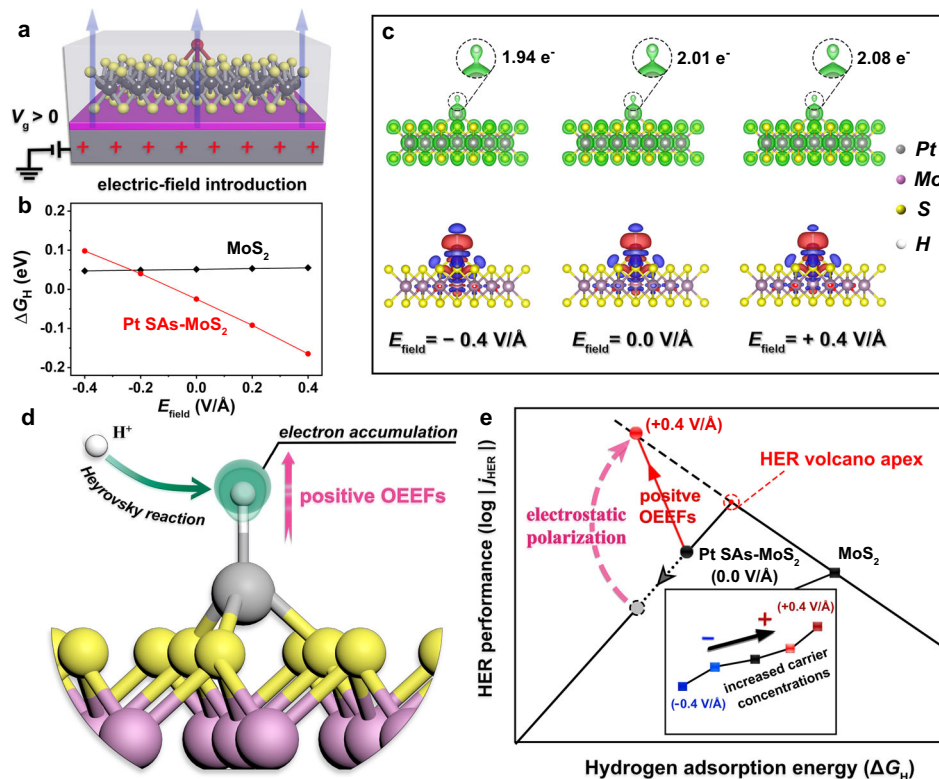 a
V_g > 0
+ + + + + + + +
electric-field introduction
b
0.2
0.1
0.0
-0.1
-0.2
ΔG_H (eV)
MoS₂
Pt SAs-MoS₂
-0.4 -0.2 0.0 0.2 0.4
E_field (V/Å)
c
1.94 e⁻
2.01 e⁻
2.08 e⁻
Pt
Mo
S
H
E_field = − 0.4 V/Å
E_field = 0.0 V/Å
E_field = + 0.4 V/Å
d
H⁺
Heyrovsky reaction
electron accumulation
positive OEEFs
e
HER performance (log | j_HER |)
(+0.4 V/Å)
HER volcano apex
positve
OEEFs
electrostatic
polarization
Pt SAs-MoS₂
(0.0 V/Å)
MoS₂
(+0.4 V/Å)
− +
increased carrier
concentrations
(−0.4 V/Å)
Hydrogen adsorption energy (ΔG_H)